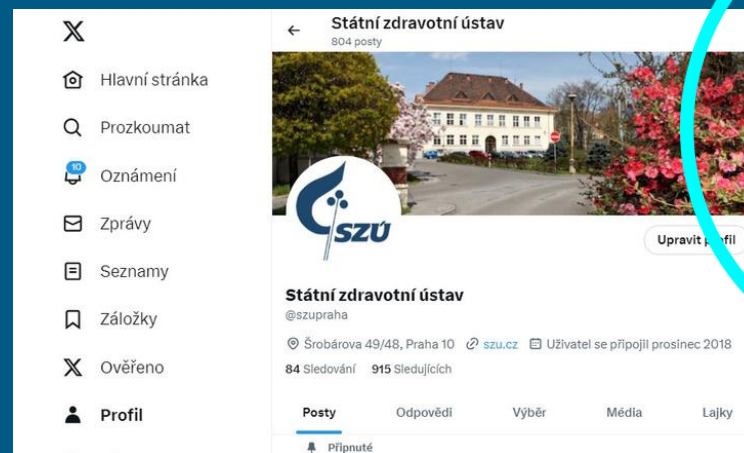 Hlavní stránka
Prozkoumat
10
Oznámení
Zprávy
Seznamy
Záložky
Ověřeno
Profil
Státní zdravotní ústav
804 posty
SZÚ
Upravit profil
Státní zdravotní ústav
@szupraha
Šrobárova 49/48, Praha 10 szu.cz Uživatel se připojil prosinec 2018
84 Sledování 915 Sledujících
Posty Odpovědi Výběr Média Lajky
Připnuté